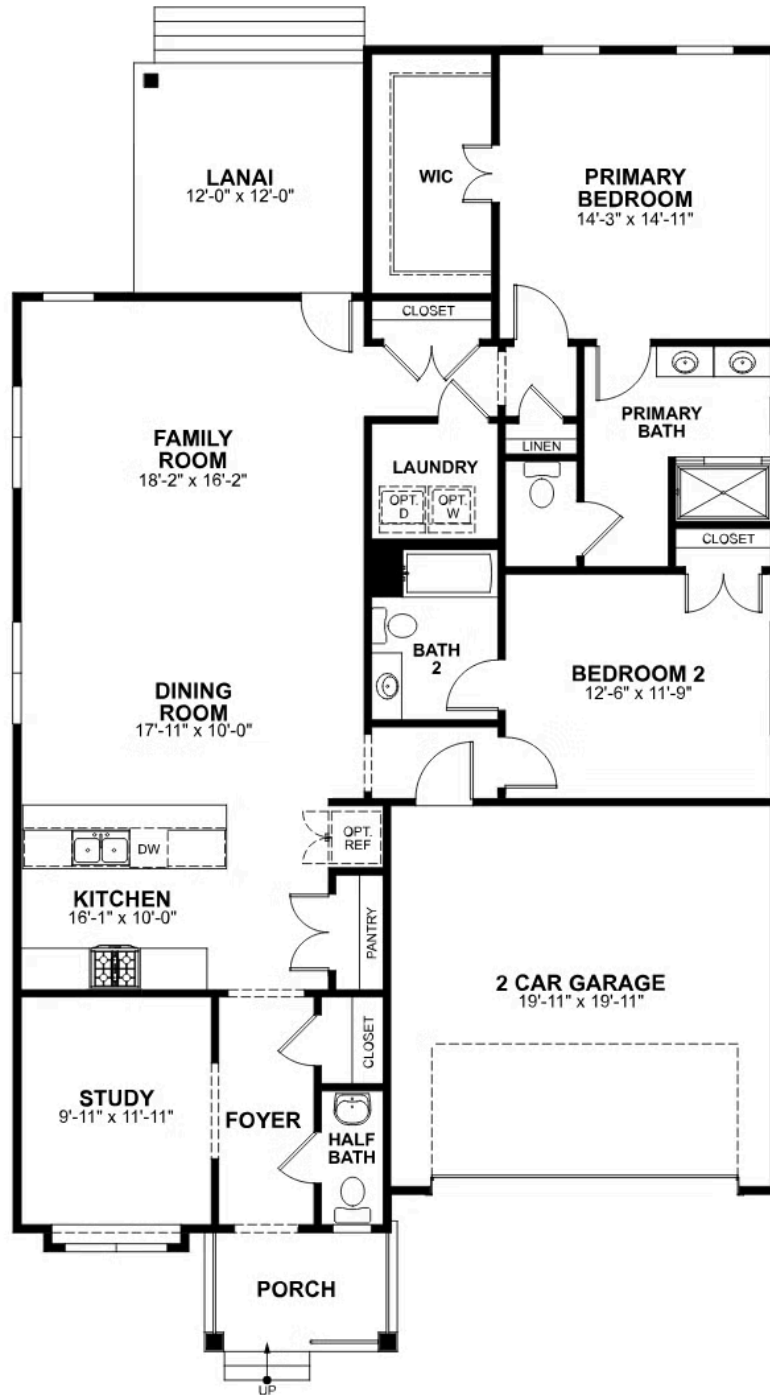 LANAI
12'-0" x 12'-0"
WIC
PRIMARY
BEDROOM
14'-3" x 14'-11"
CLOSET
FAMILY
ROOM
18'-2" x 16'-2"
PRIMARY
BATH
LINEN
LAUNDRY
OPT.
D
OPT.
W
CLOSET
BATH
2
BEDROOM 2
12'-6" x 11'-9"
DINING
ROOM
17'-11" x 10'-0"
DW
OPT.
REF
KITCHEN
16'-1" x 10'-0"
PANTRY
2 CAR GARAGE
19'-11" x 19'-11"
CLOSET
STUDY
9'-11" x 11'-11"
FOYER
HALF
BATH
PORCH
UP